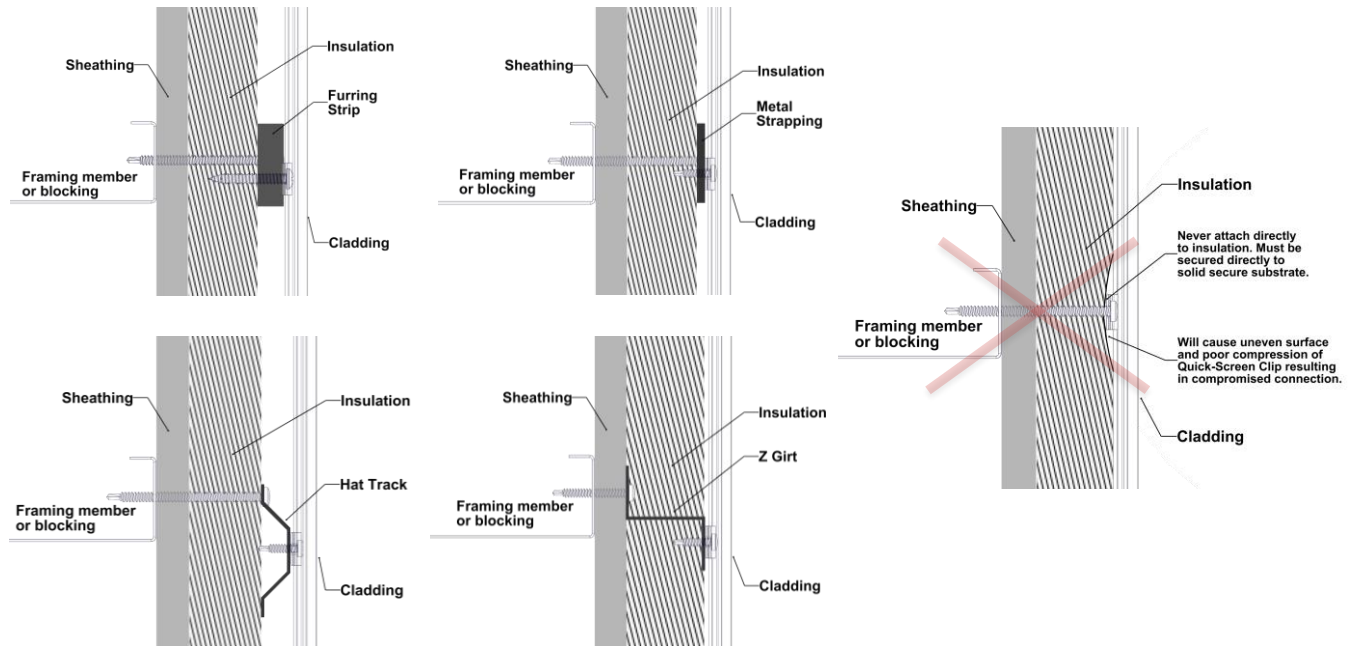 Sheathing
Insulation
Furring
Strip
Framing member
or blocking
Cladding
Sheathing
Insulation
Metal
Strapping
Framing member
or blocking
Cladding
Sheathing
Insulation
Hat Track
Framing member
or blocking
Cladding
Sheathing
Insulation
Z Girt
Framing member
or blocking
Cladding
Insulation
Sheathing
Never attach directly
to insulation. Must be
secured directly to
solid secure substrate.
Framing member
or blocking
Will cause uneven surface
and poor compression of
Quick-Screen Clip resulting
in compromised connection.
Cladding